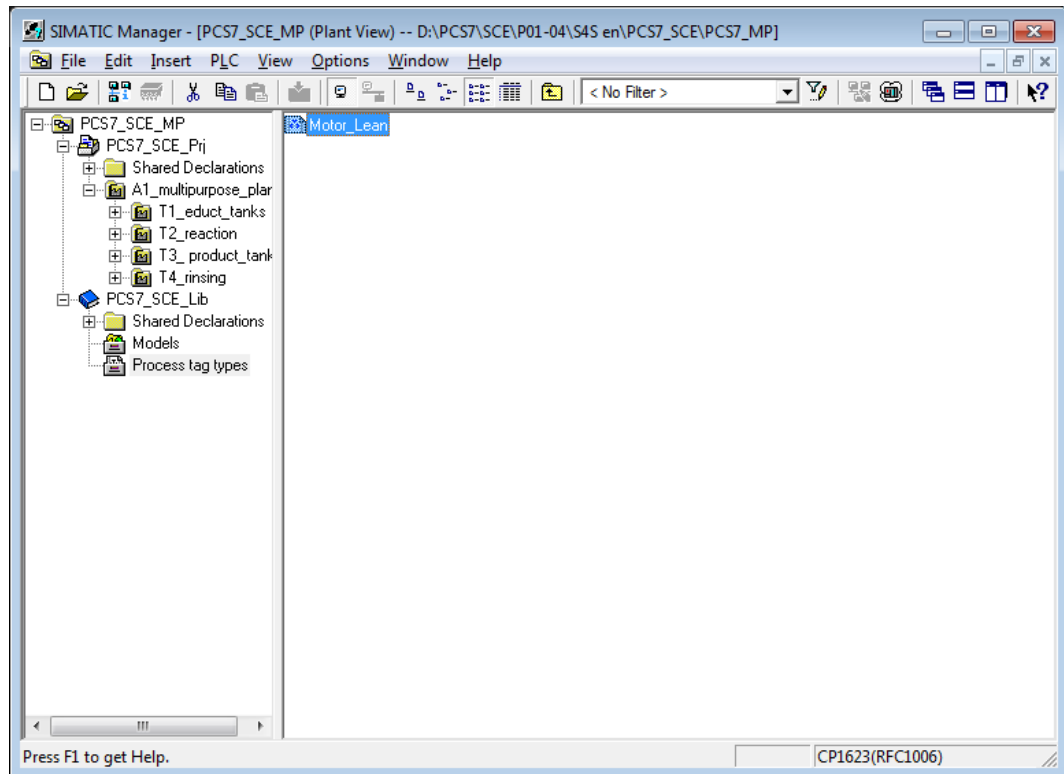 SIMATIC Manager - [PCS7_SCE_MP (Plant View) -- D:\PCS7\SCE\P01-04\S4S en\PCS7_SCE\PCS7_MP]
File Edit Insert PLC View Options Window Help
< No Filter >
PCS7_SCE_MP
PCS7_SCE_Prj
Shared Declarations
A1_multipurpose_plan
T1_educt_tanks
T2_reaction
T3_ product_tank
T4_rinsing
PCS7_SCE_Lib
Shared Declarations
Models
Process tag types
Motor_Lean
Press F1 to get Help.
CP1623(RFC1006)